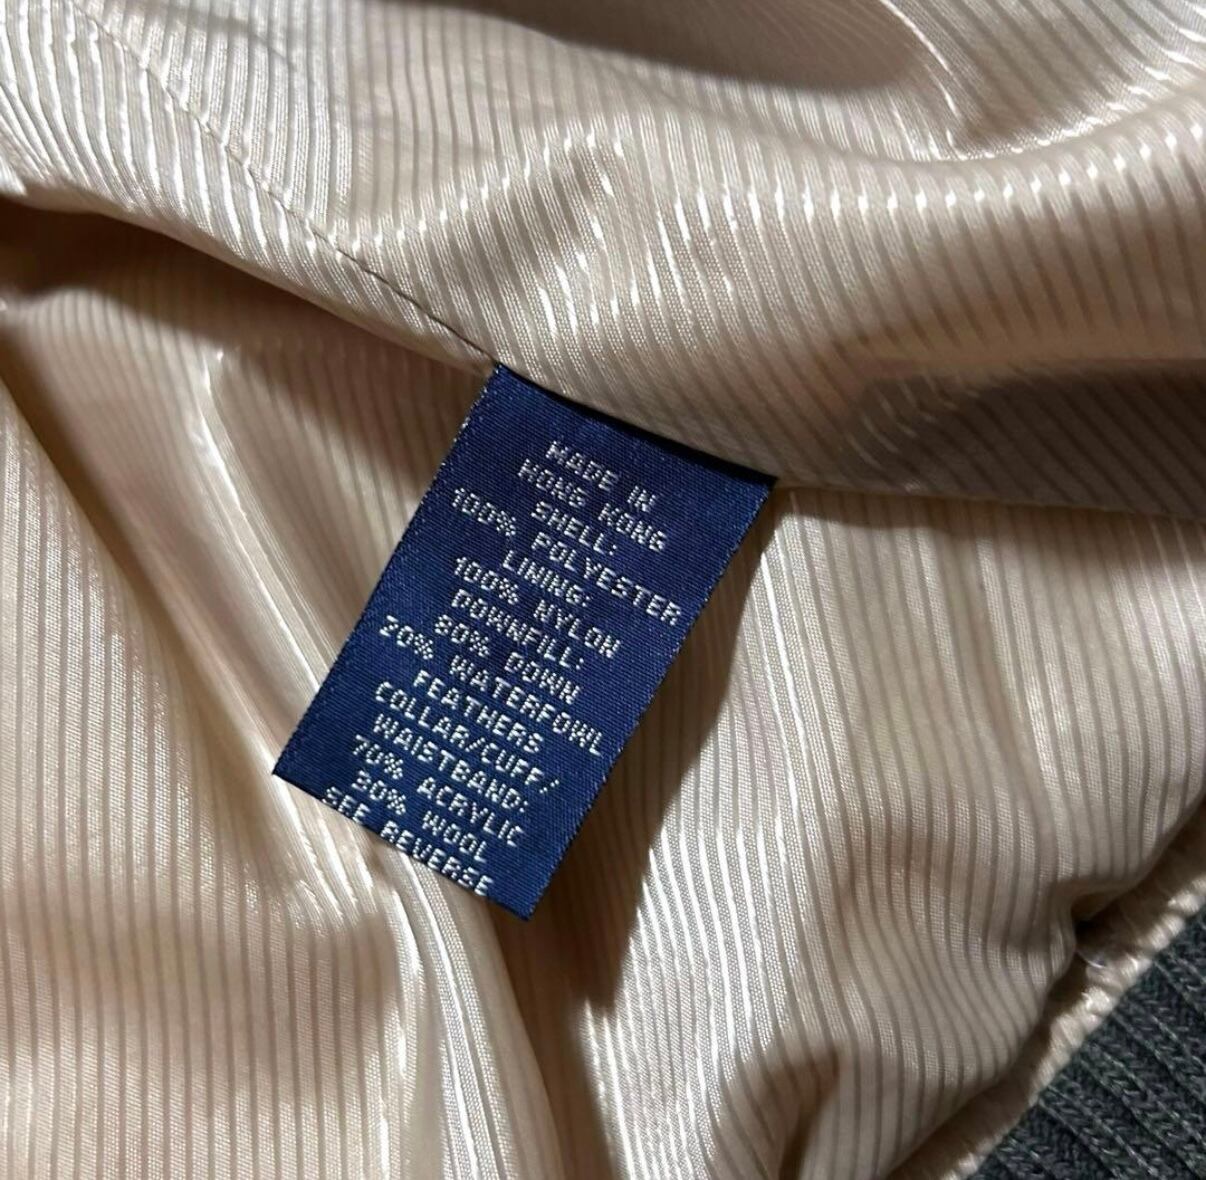 MADE IN
HONG KONG
SHELL:
100% POLYESTER
LINING:
100% NYLON
DOWNFILL:
80% DOWN
20% WATERFOWL
FEATHERS
COLLAR/CUFF/
WAISTBAND:
70% ACRYLIC
30% WOOL
SEE REVERSE